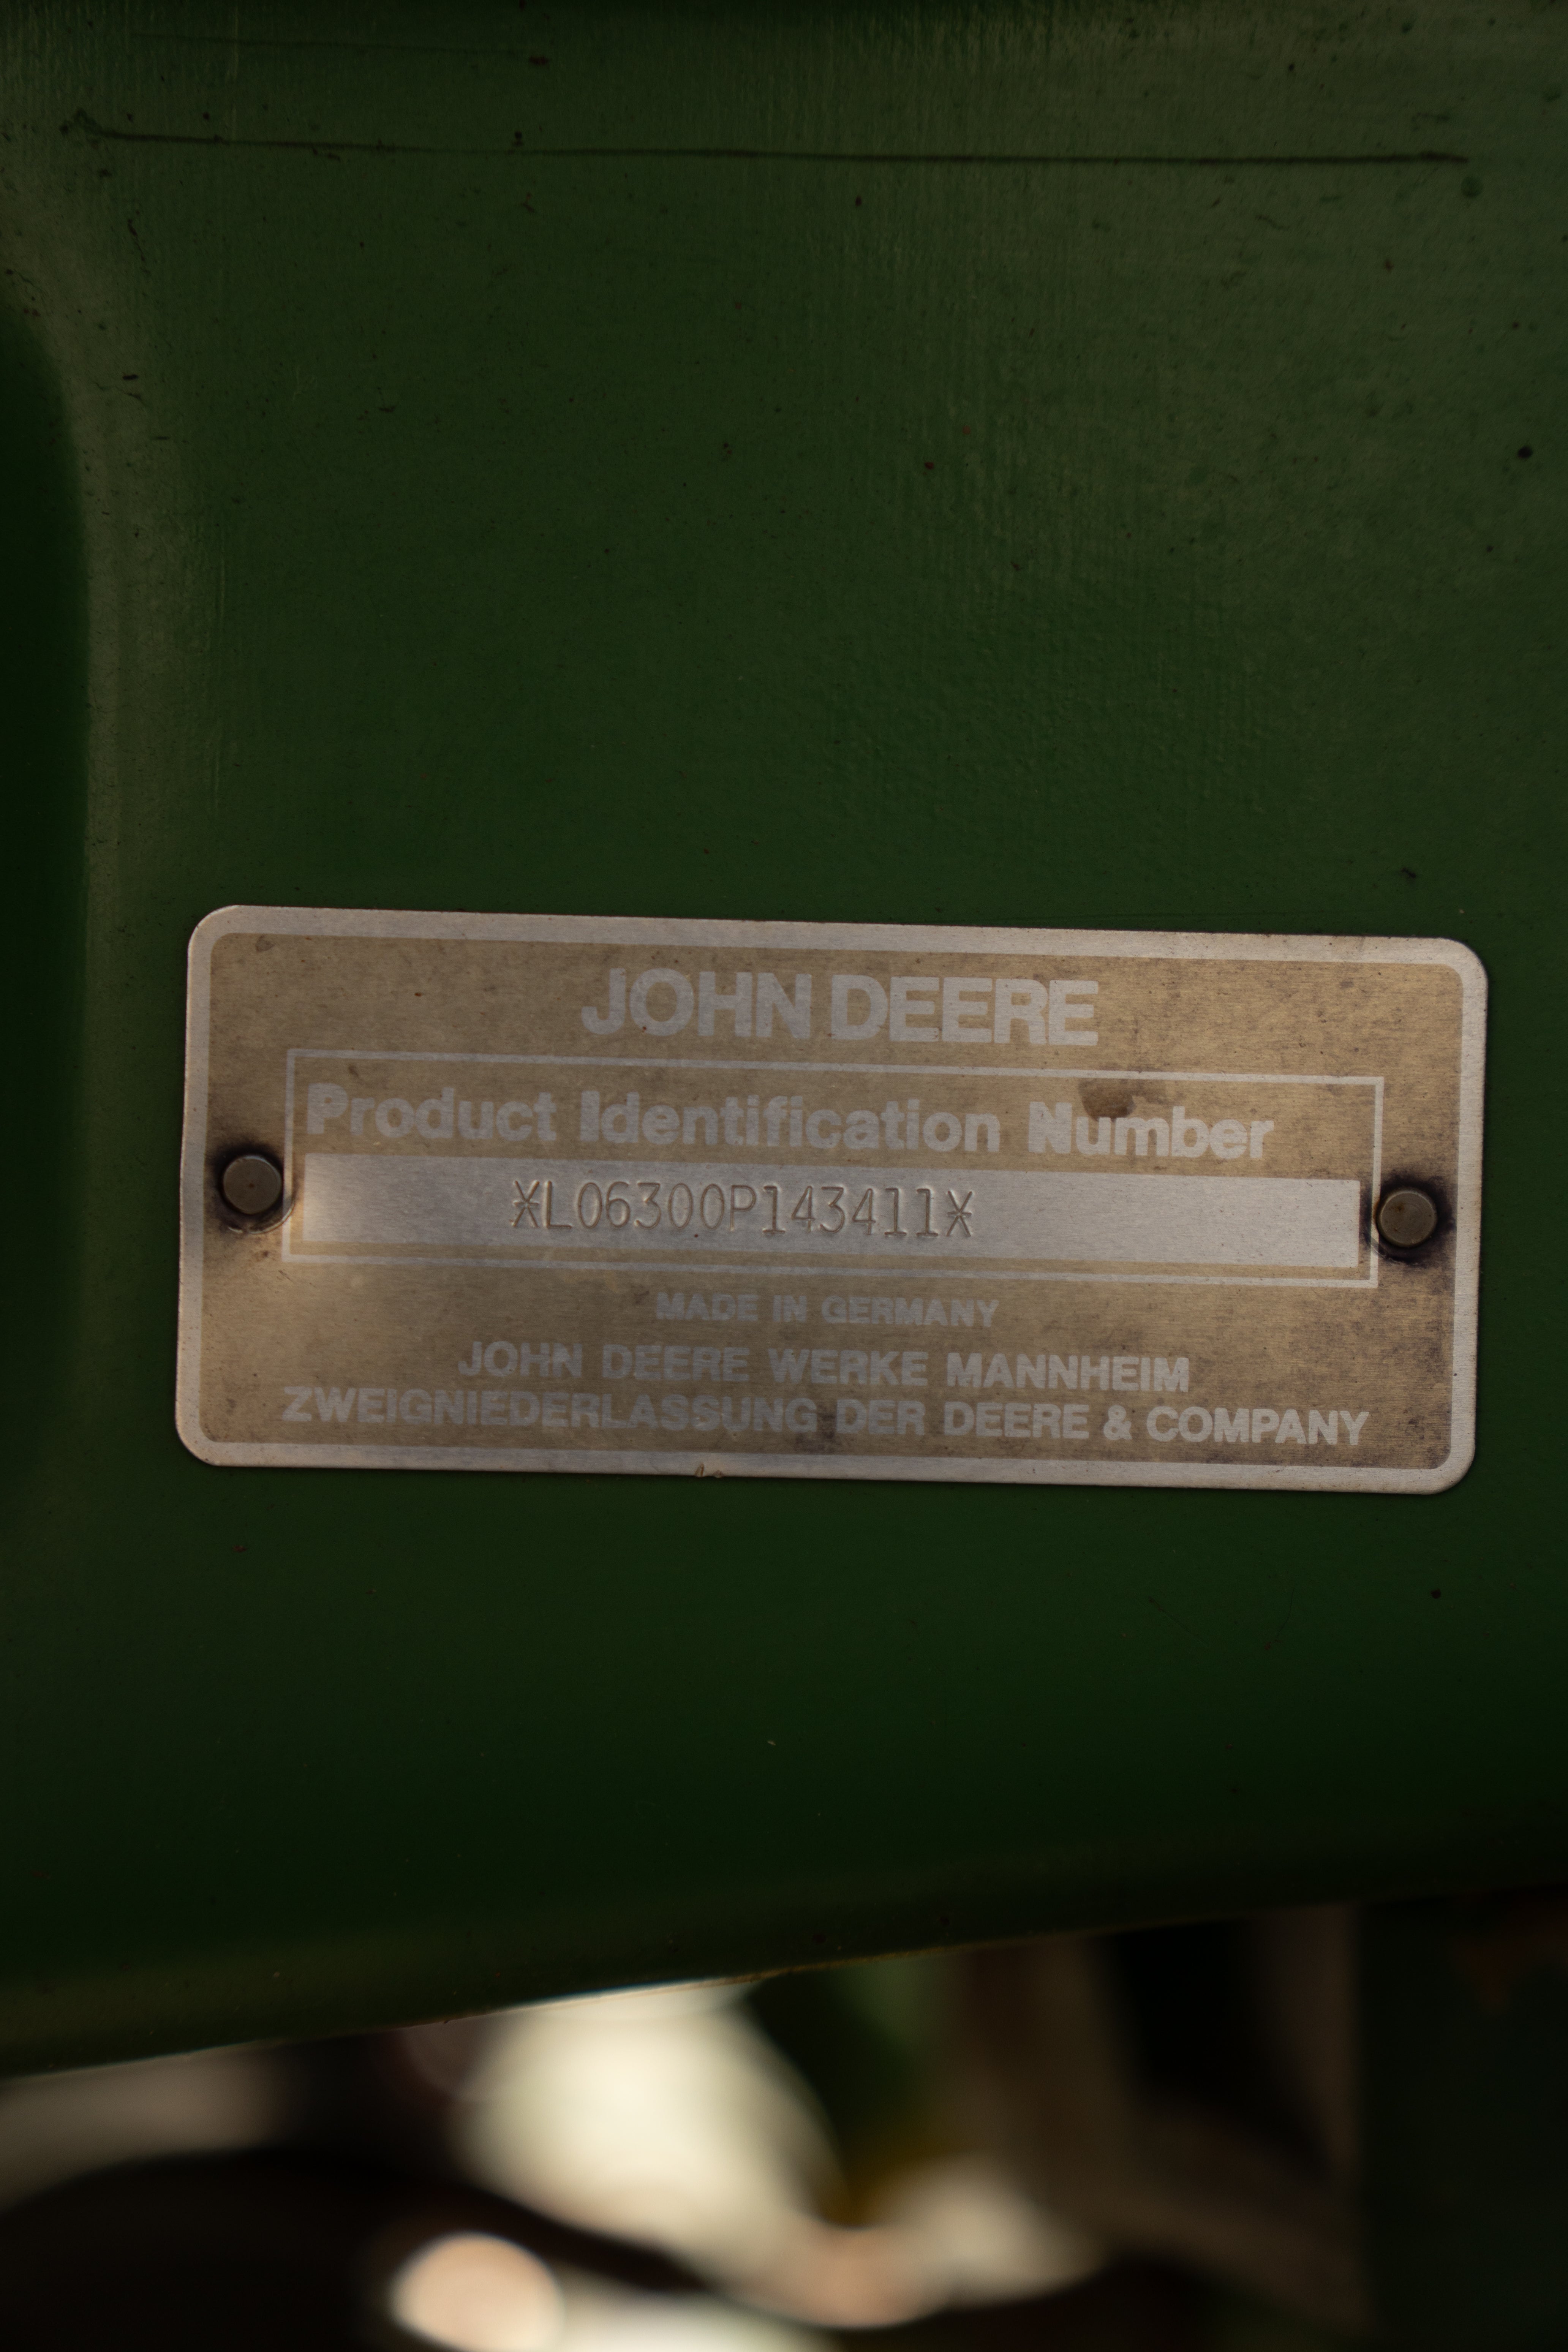 JOHN DEERE
Product Identification Number
*L06300P143411*
MADE IN GERMANY
JOHN DEERE WERKE MANNHEIM
ZWEIGNIEDERLASSUNG DER DEERE & COMPANY